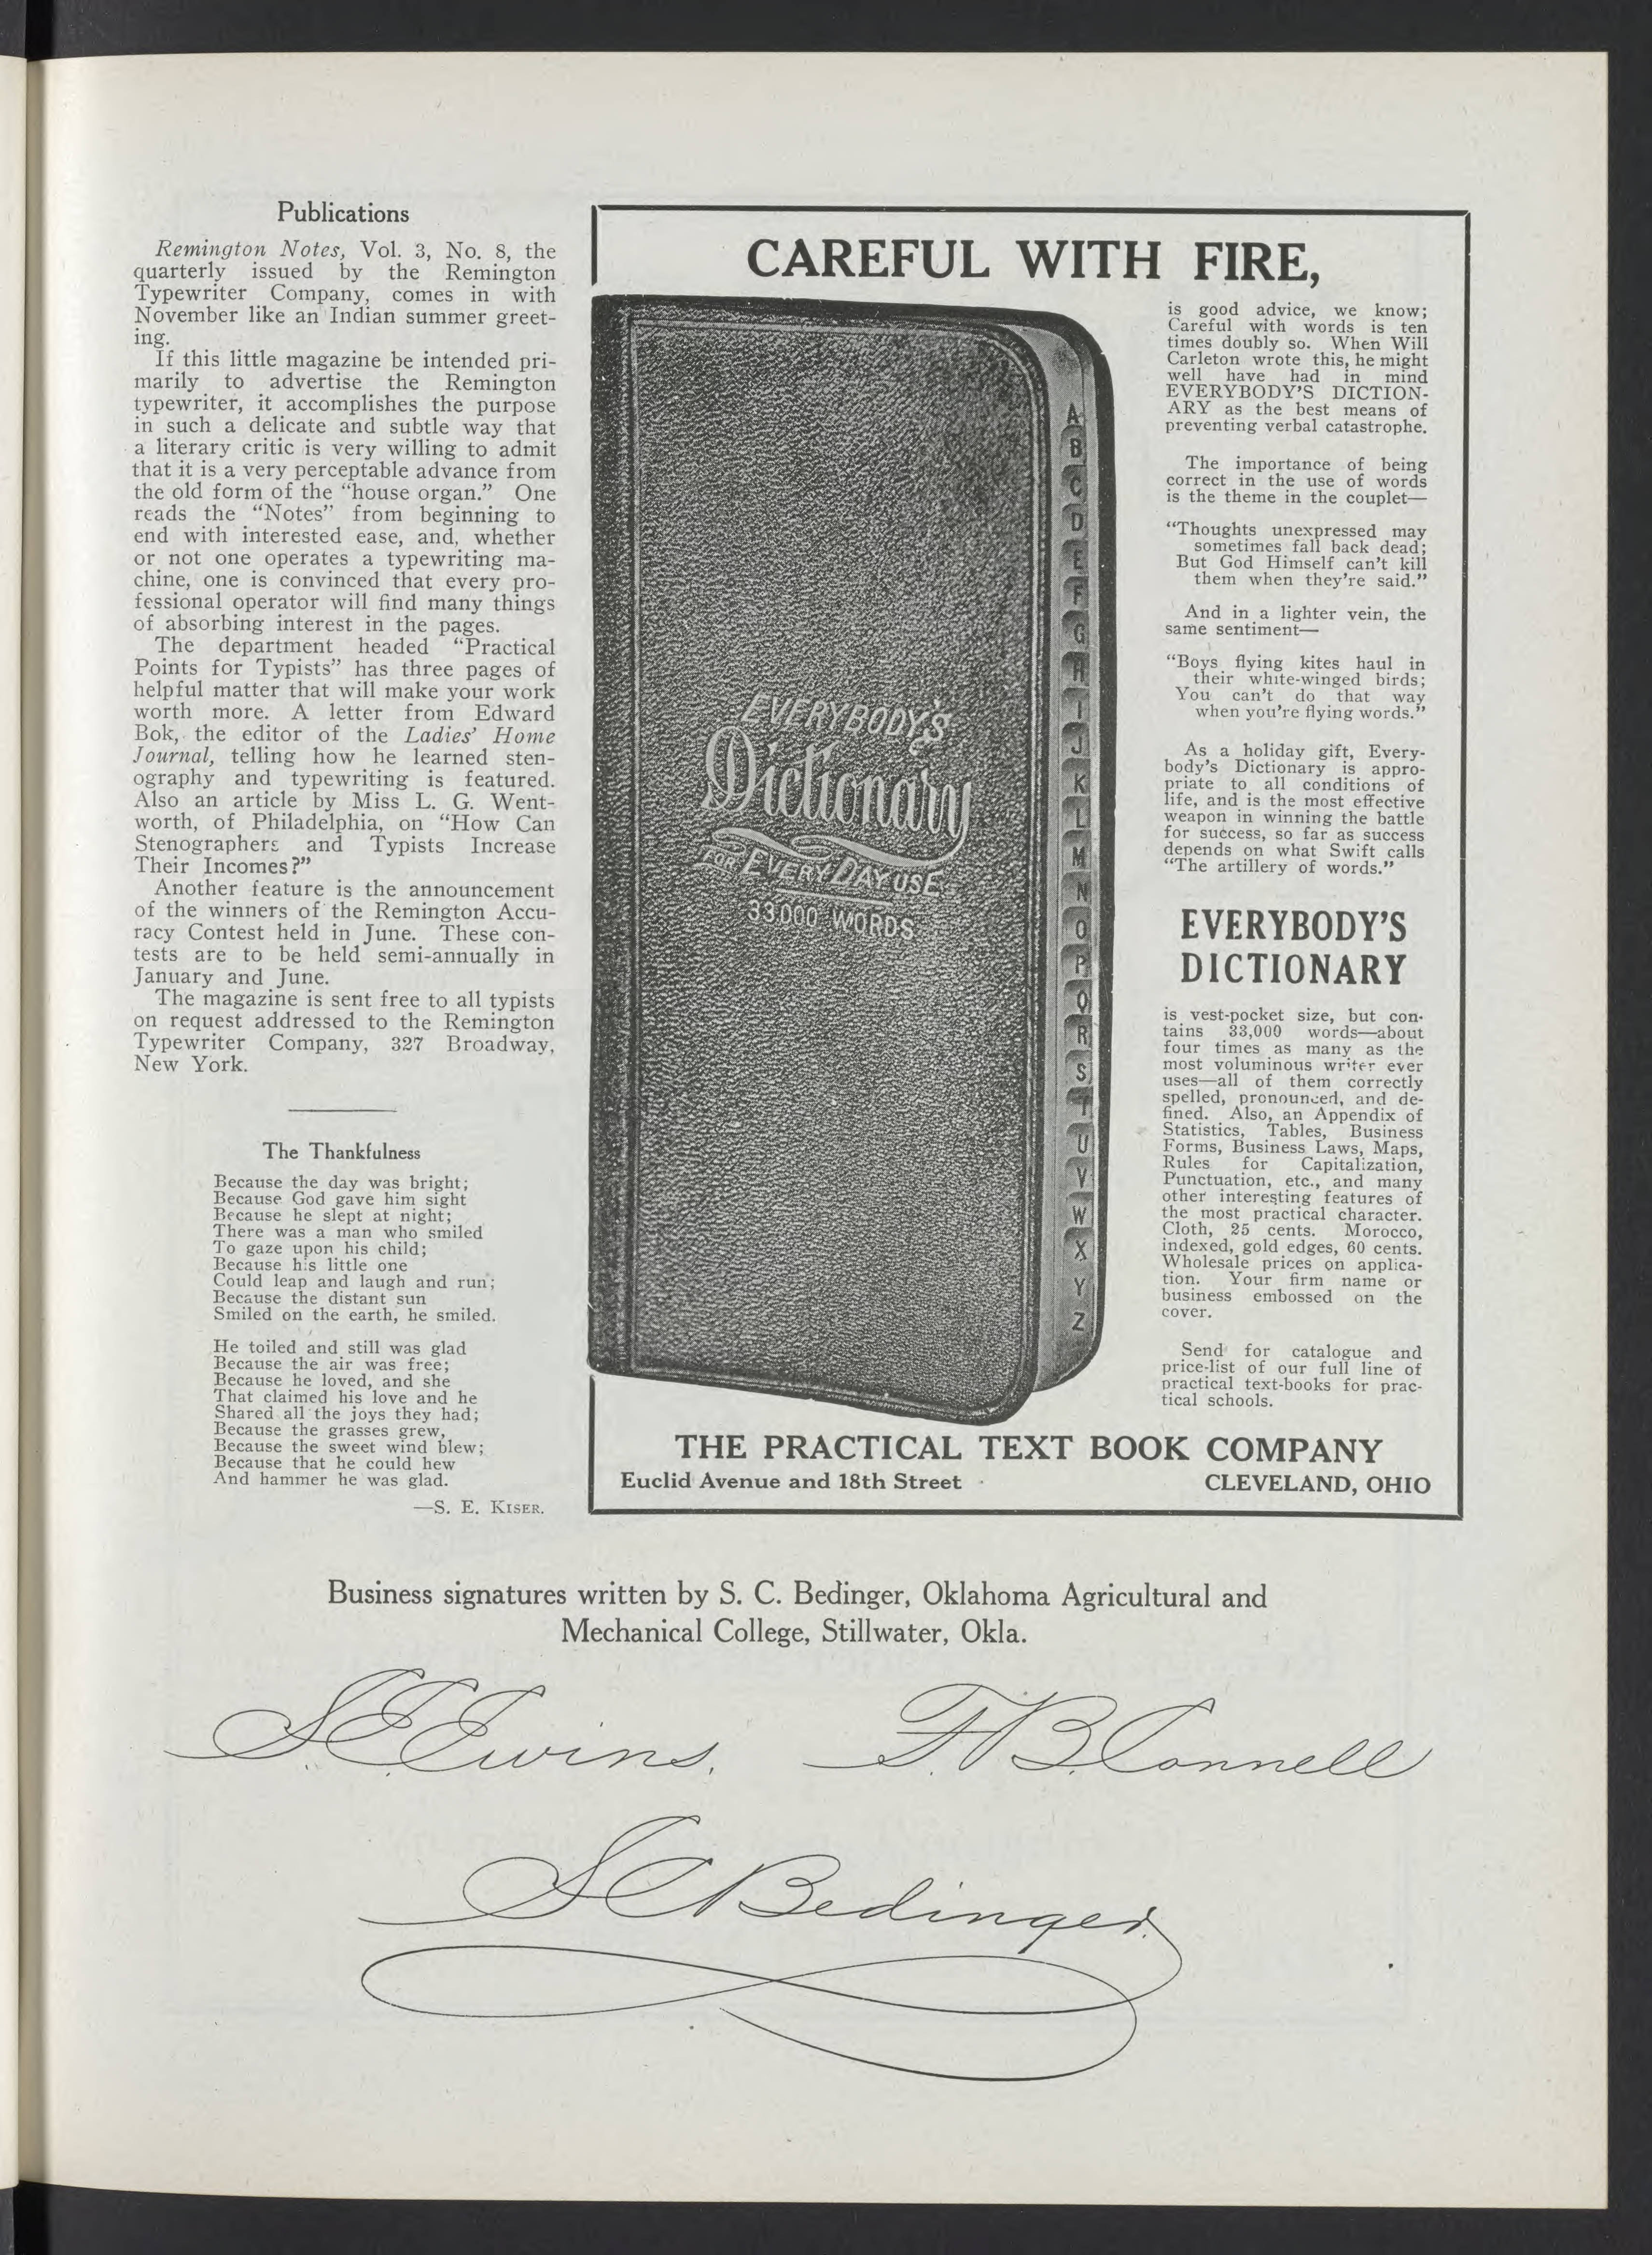 Publications
Remington Notes, Vol. 3, No. 8, the
quarterly issued by the Remington
Typewriter Company, comes in with
November like an Indian summer greet-
ing.
If this little magazine be intended pri-
marily to advertise the Remington
typewriter, it accomplishes the purpose
in such a delicate and subtle way that
a literary critic is very willing to admit
that it is a very perceptable advance from
the old form of the “house organ.” One
reads the “Notes” from beginning to
end with interested ease, and, whether
or not one operates a typewriting ma-
chine, one is convinced that every pro-
fessional operator will find many things
of absorbing interest in the pages.
The department headed “Practical
Points for Typists” has three pages of
helpful matter that will make your work
worth more. A letter from Edward
Bok, the editor of the Ladies’ Home
Journal, telling how he learned sten-
ography and typewriting is featured.
Also an article by Miss L. G. Went-
worth, of Philadelphia, on “How Can
Stenographers and Typists Increase
Their Incomes?”
Another feature is the announcement
of the winners of the Remington Accu-
racy Contest held in June. These con-
tests are to be held semi-annually in
January and June.
The magazine is sent free to all typists
on request addressed to the Remington
Typewriter Company, 327 Broadway,
New York.
The Thankfulness
Because the day was bright;
Because God gave him sight
Because he slept at night;
There was a man who smiled
To gaze upon his child;
Because his little one
Could leap and laugh and run;
Because the distant sun
Smiled on the earth, he smiled.
He toiled and still was glad
Because the air was free;
Because he loved, and she
That claimed his love and he
Shared all the joys they had;
Because the grasses grew,
Because the sweet wind blew;
Because that he could hew
And hammer he was glad.
—S. E. KISER.
CAREFUL WITH FIRE,
EVERYBODY'S
Dictionary
FOR EVERY DAY USE
33.000 WORDS
A
B
C
D
E
F
G
H
I
J
K
L
M
N
O
P
Q
R
S
T
U
V
W
X
Y
Z
is good advice, we know;
Careful with words is ten
times doubly so. When Will
Carleton wrote this, he might
well have had in mind
EVERYBODY’S DICTION-
ARY as the best means of
preventing verbal catastrophe.
The importance of being
correct in the use of words
is the theme in the couplet—
“Thoughts unexpressed may
sometimes fall back dead;
But God Himself can’t kill
them when they’re said.”
And in a lighter vein, the
same sentiment—
“Boys flying kites haul in
their white-winged birds;
You can’t do that way
when you’re flying words.”
As a holiday gift, Every-
body’s Dictionary is appro-
priate to all conditions of
life, and is the most effective
weapon in winning the battle
for success, so far as success
depends on what Swift calls
“The artillery of words.”
EVERYBODY’S
DICTIONARY
is vest-pocket size, but con-
tains 33,000 words—about
four times as many as the
most voluminous writer ever
uses—all of them correctly
spelled, pronounced, and de-
fined. Also, an Appendix of
Statistics, Tables, Business
Forms, Business Laws, Maps,
Rules for Capitalization,
Punctuation, etc., and many
other interesting features of
the most practical character.
Cloth, 25 cents. Morocco,
indexed, gold edges, 60 cents.
Wholesale prices on applica-
tion. Your firm name or
business embossed on the
cover.
Send for catalogue and
price-list of our full line of
practical text-books for prac-
tical schools.
THE PRACTICAL TEXT BOOK COMPANY
Euclid Avenue and 18th Street CLEVELAND, OHIO
Business signatures written by S. C. Bedinger, Oklahoma Agricultural and
Mechanical College, Stillwater, Okla.
S. E. Ewins. F. B. Connell
S C Bedinger.